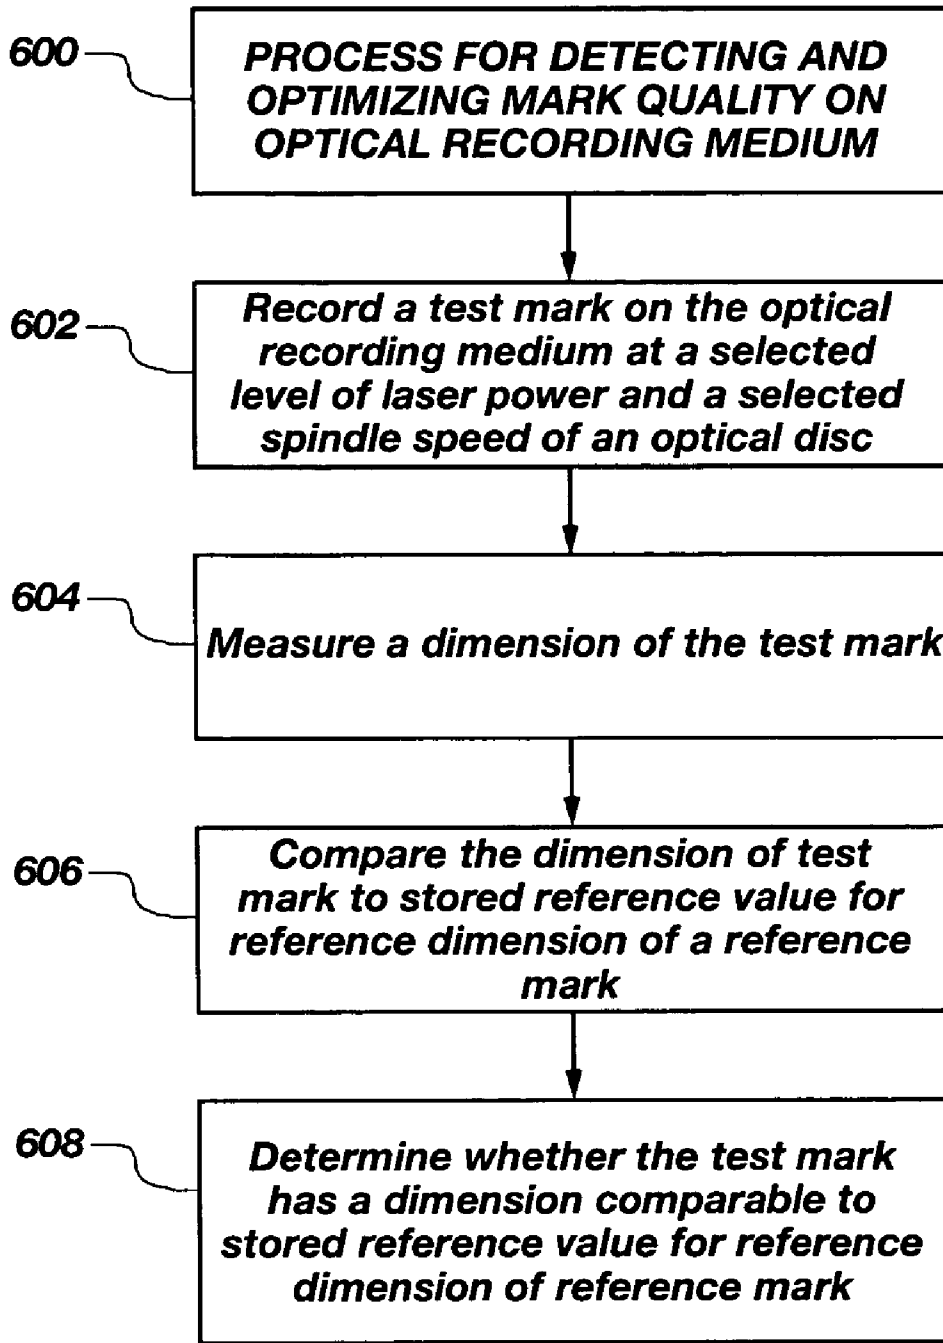 600
PROCESS FOR DETECTING AND
OPTIMIZING MARK QUALITY ON
OPTICAL RECORDING MEDIUM
602
Record a test mark on the optical
recording medium at a selected
level of laser power and a selected
spindle speed of an optical disc
604
Measure a dimension of the test mark
606
Compare the dimension of test
mark to stored reference value for
reference dimension of a reference
mark
608
Determine whether the test mark
has a dimension comparable to
stored reference value for reference
dimension of reference mark